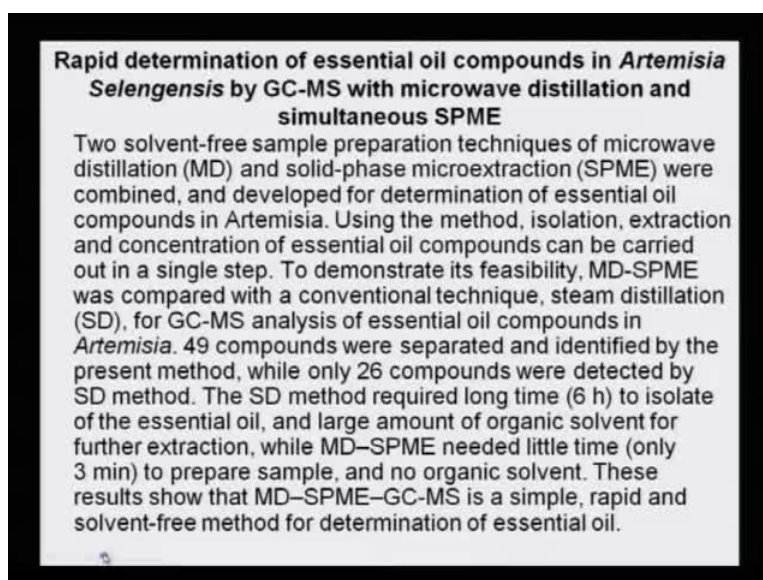 Rapid determination of essential oil compounds in Artemisia
Selengensis by GC-MS with microwave distillation and
simultaneous SPME
Two solvent-free sample preparation techniques of microwave
distillation (MD) and solid-phase microextraction (SPME) were
combined, and developed for determination of essential oil
compounds in Artemisia. Using the method, isolation, extraction
and concentration of essential oil compounds can be carried
out in a single step. To demonstrate its feasibility, MD-SPME
was compared with a conventional technique, steam distillation
(SD), for GC-MS analysis of essential oil compounds in
Artemisia. 49 compounds were separated and identified by the
present method, while only 26 compounds were detected by
SD method. The SD method required long time (6 h) to isolate
of the essential oil, and large amount of organic solvent for
further extraction, while MD–SPME needed little time (only
3 min) to prepare sample, and no organic solvent. These
results show that MD–SPME–GC-MS is a simple, rapid and
solvent-free method for determination of essential oil.